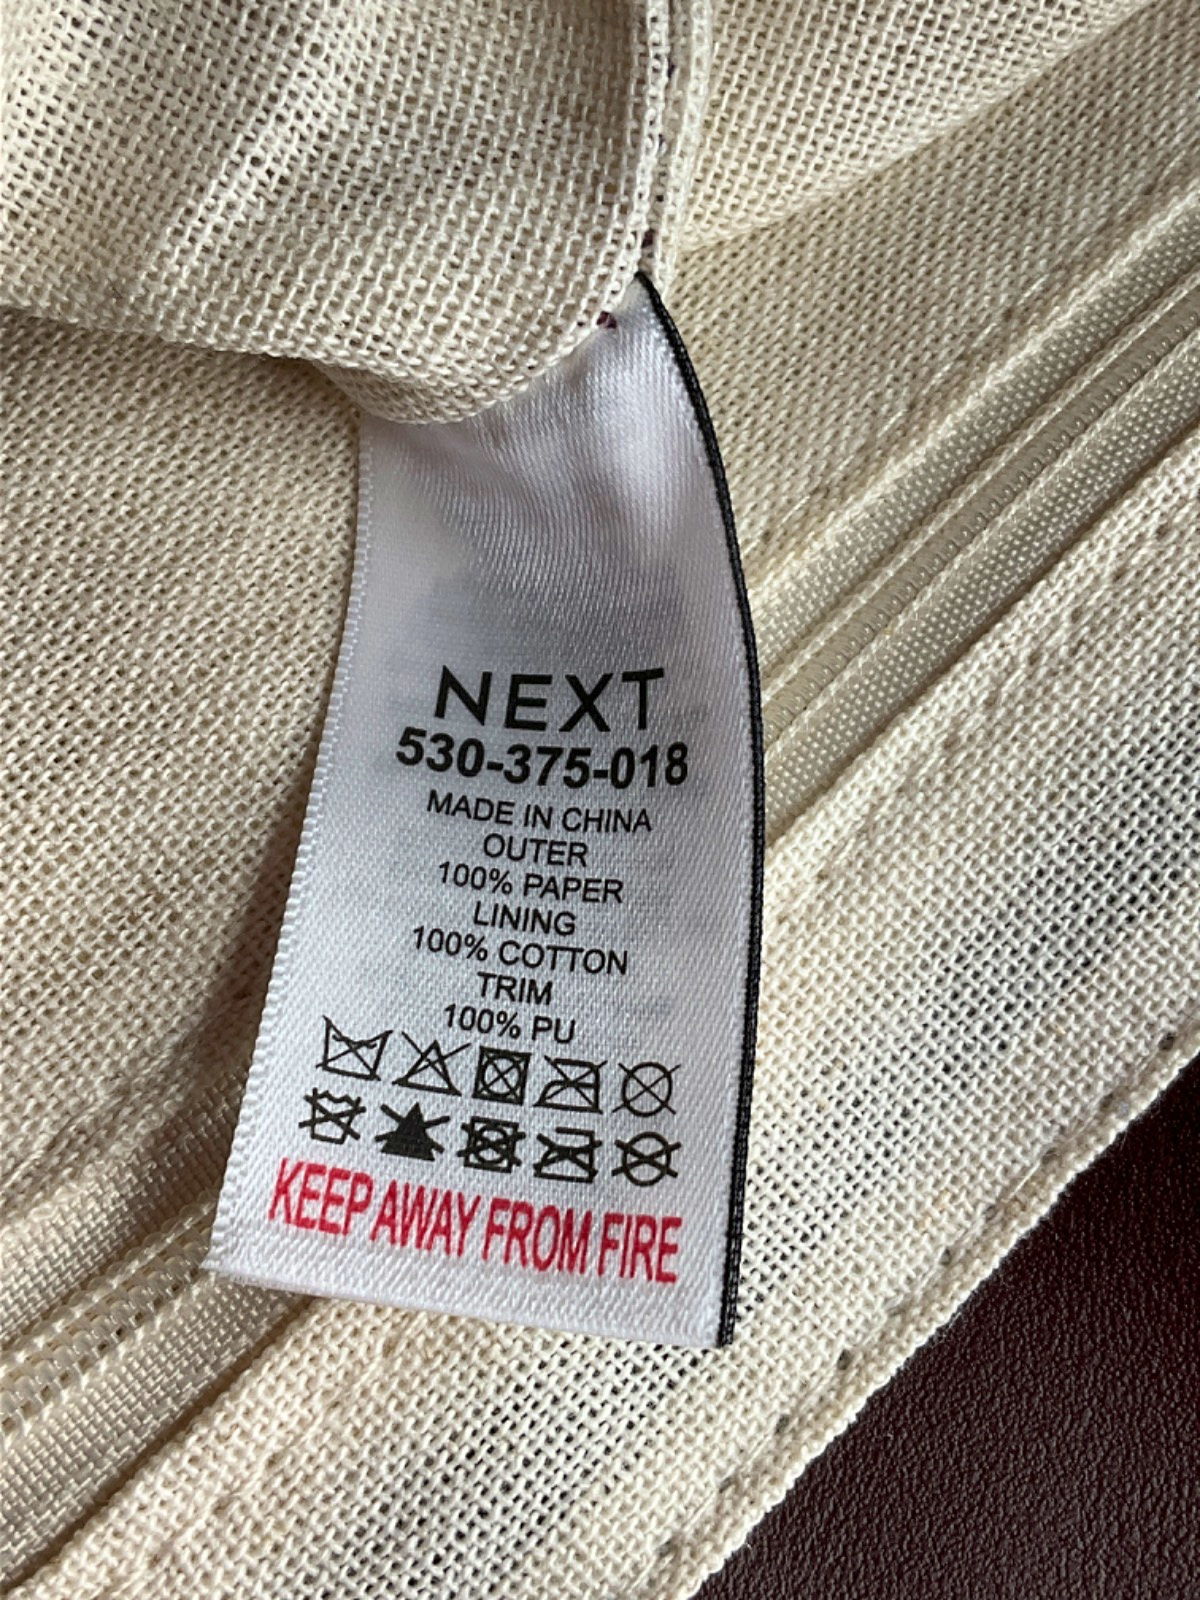 NEXT
530-375-018
MADE IN CHINA
OUTER
100% PAPER
LINING
100% COTTON
TRIM
100% PU
KEEP AWAY FROM FIRE